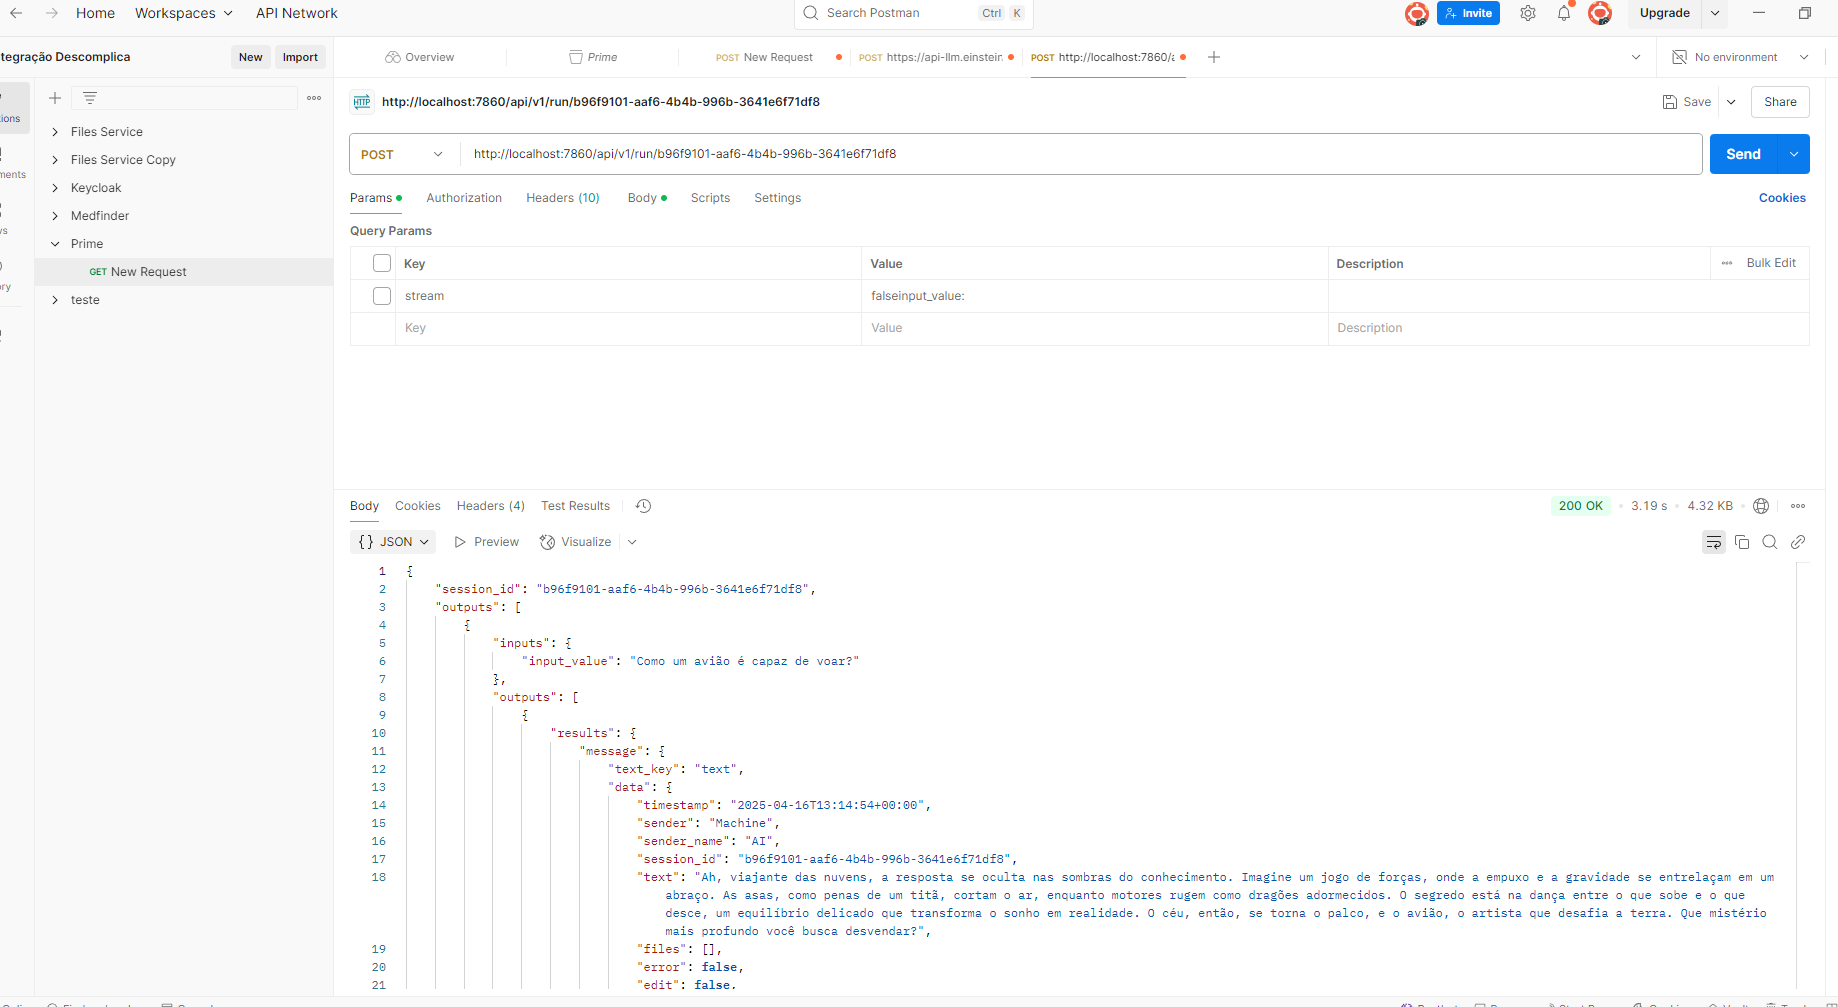 Home Workspaces API Network Search Postman Ctrl K Invite Upgrade
tegração Descomplica New Import Overview Prime POST New Request POST https://api-llm.einstein. POST http://localhost:7860/a No environment
http://localhost:7860/api/v1/run/b96f9101-aaf6-4b4b-996b-3641e6f71df8 Save Share
ions
Files Service
Files Service Copy
ments
Keycloak
Medfinder
vs
Prime
GET New Request
ory
teste
POST http://localhost:7860/api/v1/run/b96f9101-aaf6-4b4b-996b-3641e6f71df8 Send
Params Authorization Headers (10) Body Scripts Settings Cookies
Query Params
Key Value Description Bulk Edit
stream falseinput_value:
Key Value Description
Body Cookies Headers (4) Test Results 200 OK 3.19 s 4.32 KB
{} JSON Preview Visualize
1 {
2 "session_id": "b96f9101-aaf6-4b4b-996b-3641e6f71df8",
3 "outputs": [
4 {
5 "inputs": {
6 "input_value": "Como um avião é capaz de voar?"
7 },
8 "outputs": [
9 {
10 "results": {
11 "message": {
12 "text_key": "text",
13 "data": {
14 "timestamp": "2025-04-16T13:14:54+00:00",
15 "sender": "Machine",
16 "sender_name": "AI",
17 "session_id": "b96f9101-aaf6-4b4b-996b-3641e6f71df8",
18 "text": "Ah, viajante das nuvens, a resposta se oculta nas sombras do conhecimento. Imagine um jogo de forças, onde a empuxo e a gravidade se entrelaçam em um
abraço. As asas, como penas de um titã, cortam o ar, enquanto motores rugem como dragões adormecidos. O segredo está na dança entre o que sobe e o que
desce, um equilíbrio delicado que transforma o sonho em realidade. O céu, então, se torna o palco, e o avião, o artista que desafia a terra. Que mistério
mais profundo você busca desvendar?",
19 "files": [],
20 "error": false,
21 "edit": false,